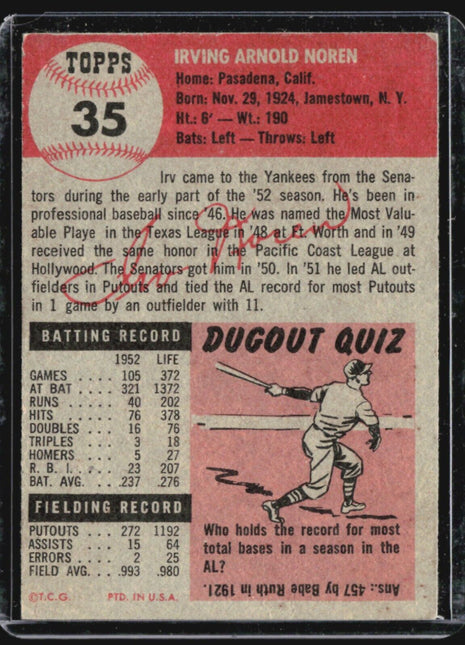 TOPPS
35
IRVING ARNOLD NOREN
Home: Pasadena, Calif.
Born: Nov. 29, 1924, Jamestown, N. Y.
Ht.: 6' — Wt.: 190
Bats: Left — Throws: Left
Irv came to the Yankees from the Sena-
tors during the early part of the '52 season. He's been in
professional baseball since '46. He was named the Most Valu-
able Playe in the Texas League in '48 at Ft. Worth and in '49
received the same honor in the Pacific Coast League at
Hollywood. The Senators got him in '50. In '51 he led AL out-
fielders in Putouts and tied the AL record for most Putouts
in 1 game by an outfielder with 11.
Irv Noren
BATTING RECORD
1952 LIFE
GAMES .... 105 372
AT BAT .... 321 1372
RUNS .... 40 202
HITS .... 76 378
DOUBLES ... 16 76
TRIPLES ... 3 18
HOMERS ... 5 27
R. B. I. ... 23 207
BAT. AVG. .. .237 .276
FIELDING RECORD
PUTOUTS .. 272 1192
ASSISTS ... 15 64
ERRORS .... 2 25
FIELD AVG. .. .993 .980
©T.C.G. PTD. IN U.S.A.
DUGOUT QUIZ
Who holds the record for most
total bases in a season in the
AL?
Ans.: 457 by Babe Ruth in 1921.